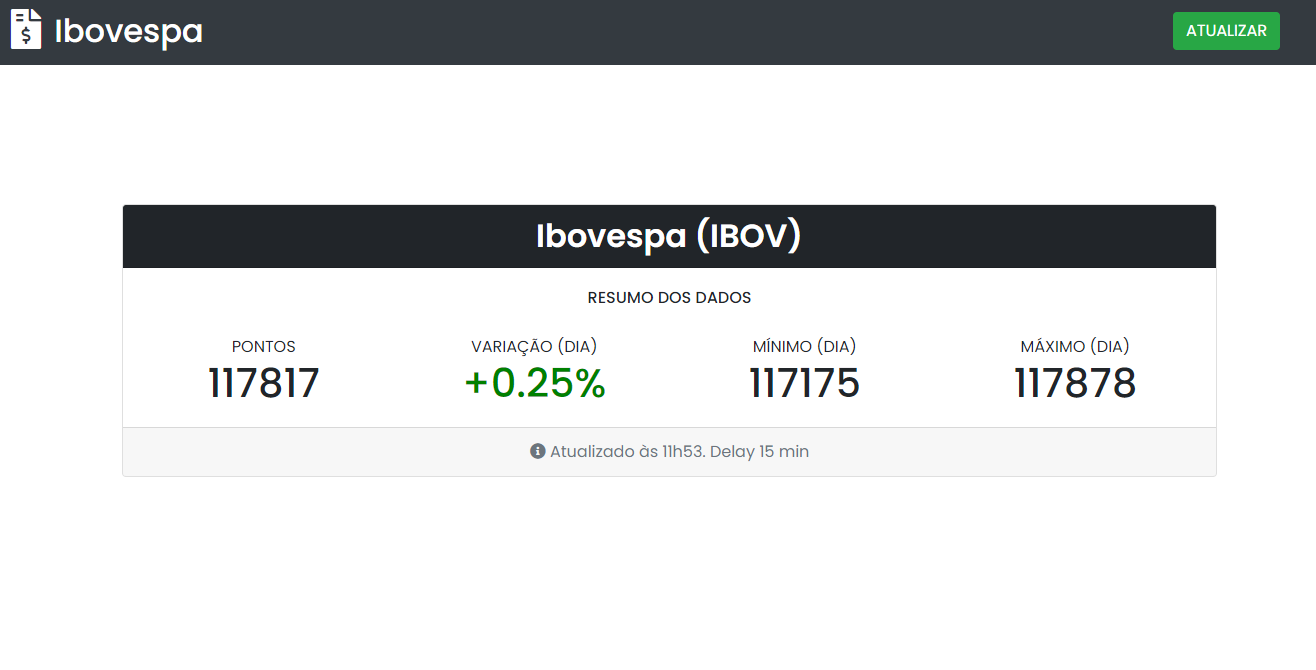 Ibovespa
ATUALIZAR
Ibovespa (IBOV)
RESUMO DOS DADOS
PONTOS VARIAÇÃO (DIA) MÍNIMO (DIA) MÁXIMO (DIA)
117817 +0.25% 117175 117878
Atualizado às 11h53. Delay 15 min